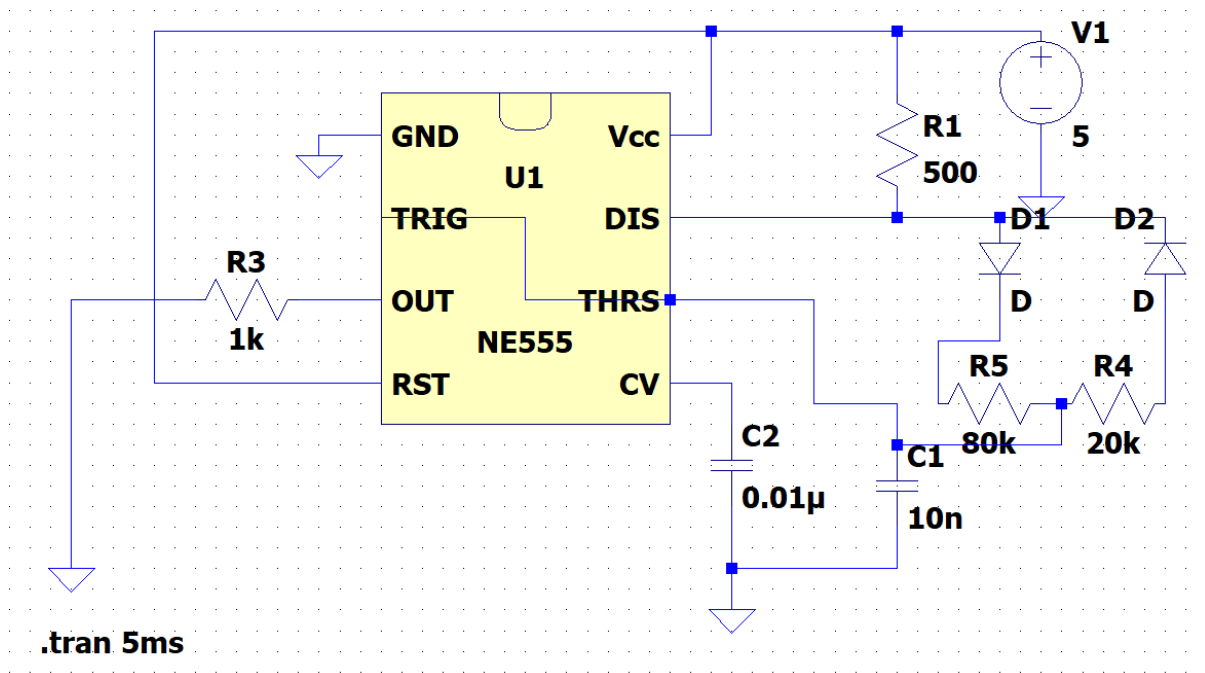 V1
GND
Vcc
R1
5
U1
500
TRIG
DIS
D1
D2
R3
OUT
THRS
D
D
1k
NE555
R5
R4
RST
CV
C2
80k
20k
C1
0.01µ
10n
.tran 5ms